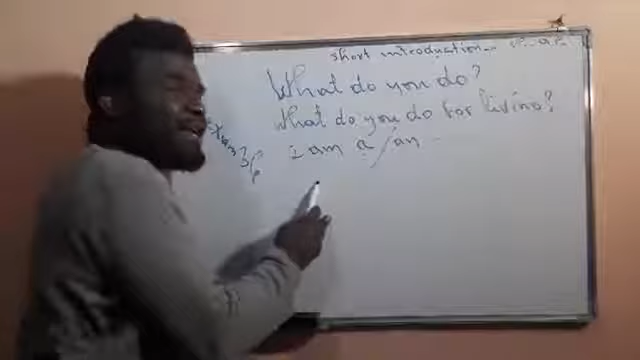 short introduction
What do you do?
What do you do for living?
I am a/an